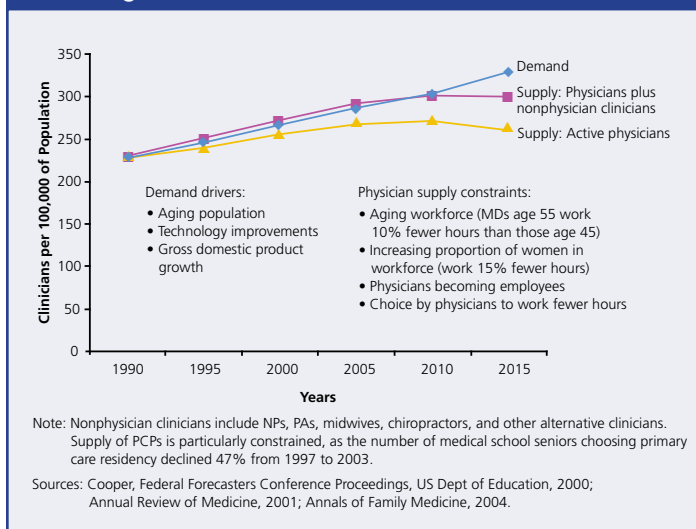 350
300
250
200
150
100
50
0
Clinicians per 100,000 of Population
Demand
Supply: Physicians plus
nonphysician clinicians
Supply: Active physicians
Demand drivers:
• Aging population
• Technology improvements
• Gross domestic product
growth
Physician supply constraints:
• Aging workforce (MDs age 55 work
10% fewer hours than those age 45)
• Increasing proportion of women in
workforce (work 15% fewer hours)
• Physicians becoming employees
• Choice by physicians to work fewer hours
1990 1995 2000 2005 2010 2015
Years
Note: Nonphysician clinicians include NPs, PAs, midwives, chiropractors, and other alternative clinicians.
Supply of PCPs is particularly constrained, as the number of medical school seniors choosing primary
care residency declined 47% from 1997 to 2003.
Sources: Cooper, Federal Forecasters Conference Proceedings, US Dept of Education, 2000;
Annual Review of Medicine, 2001; Annals of Family Medicine, 2004.